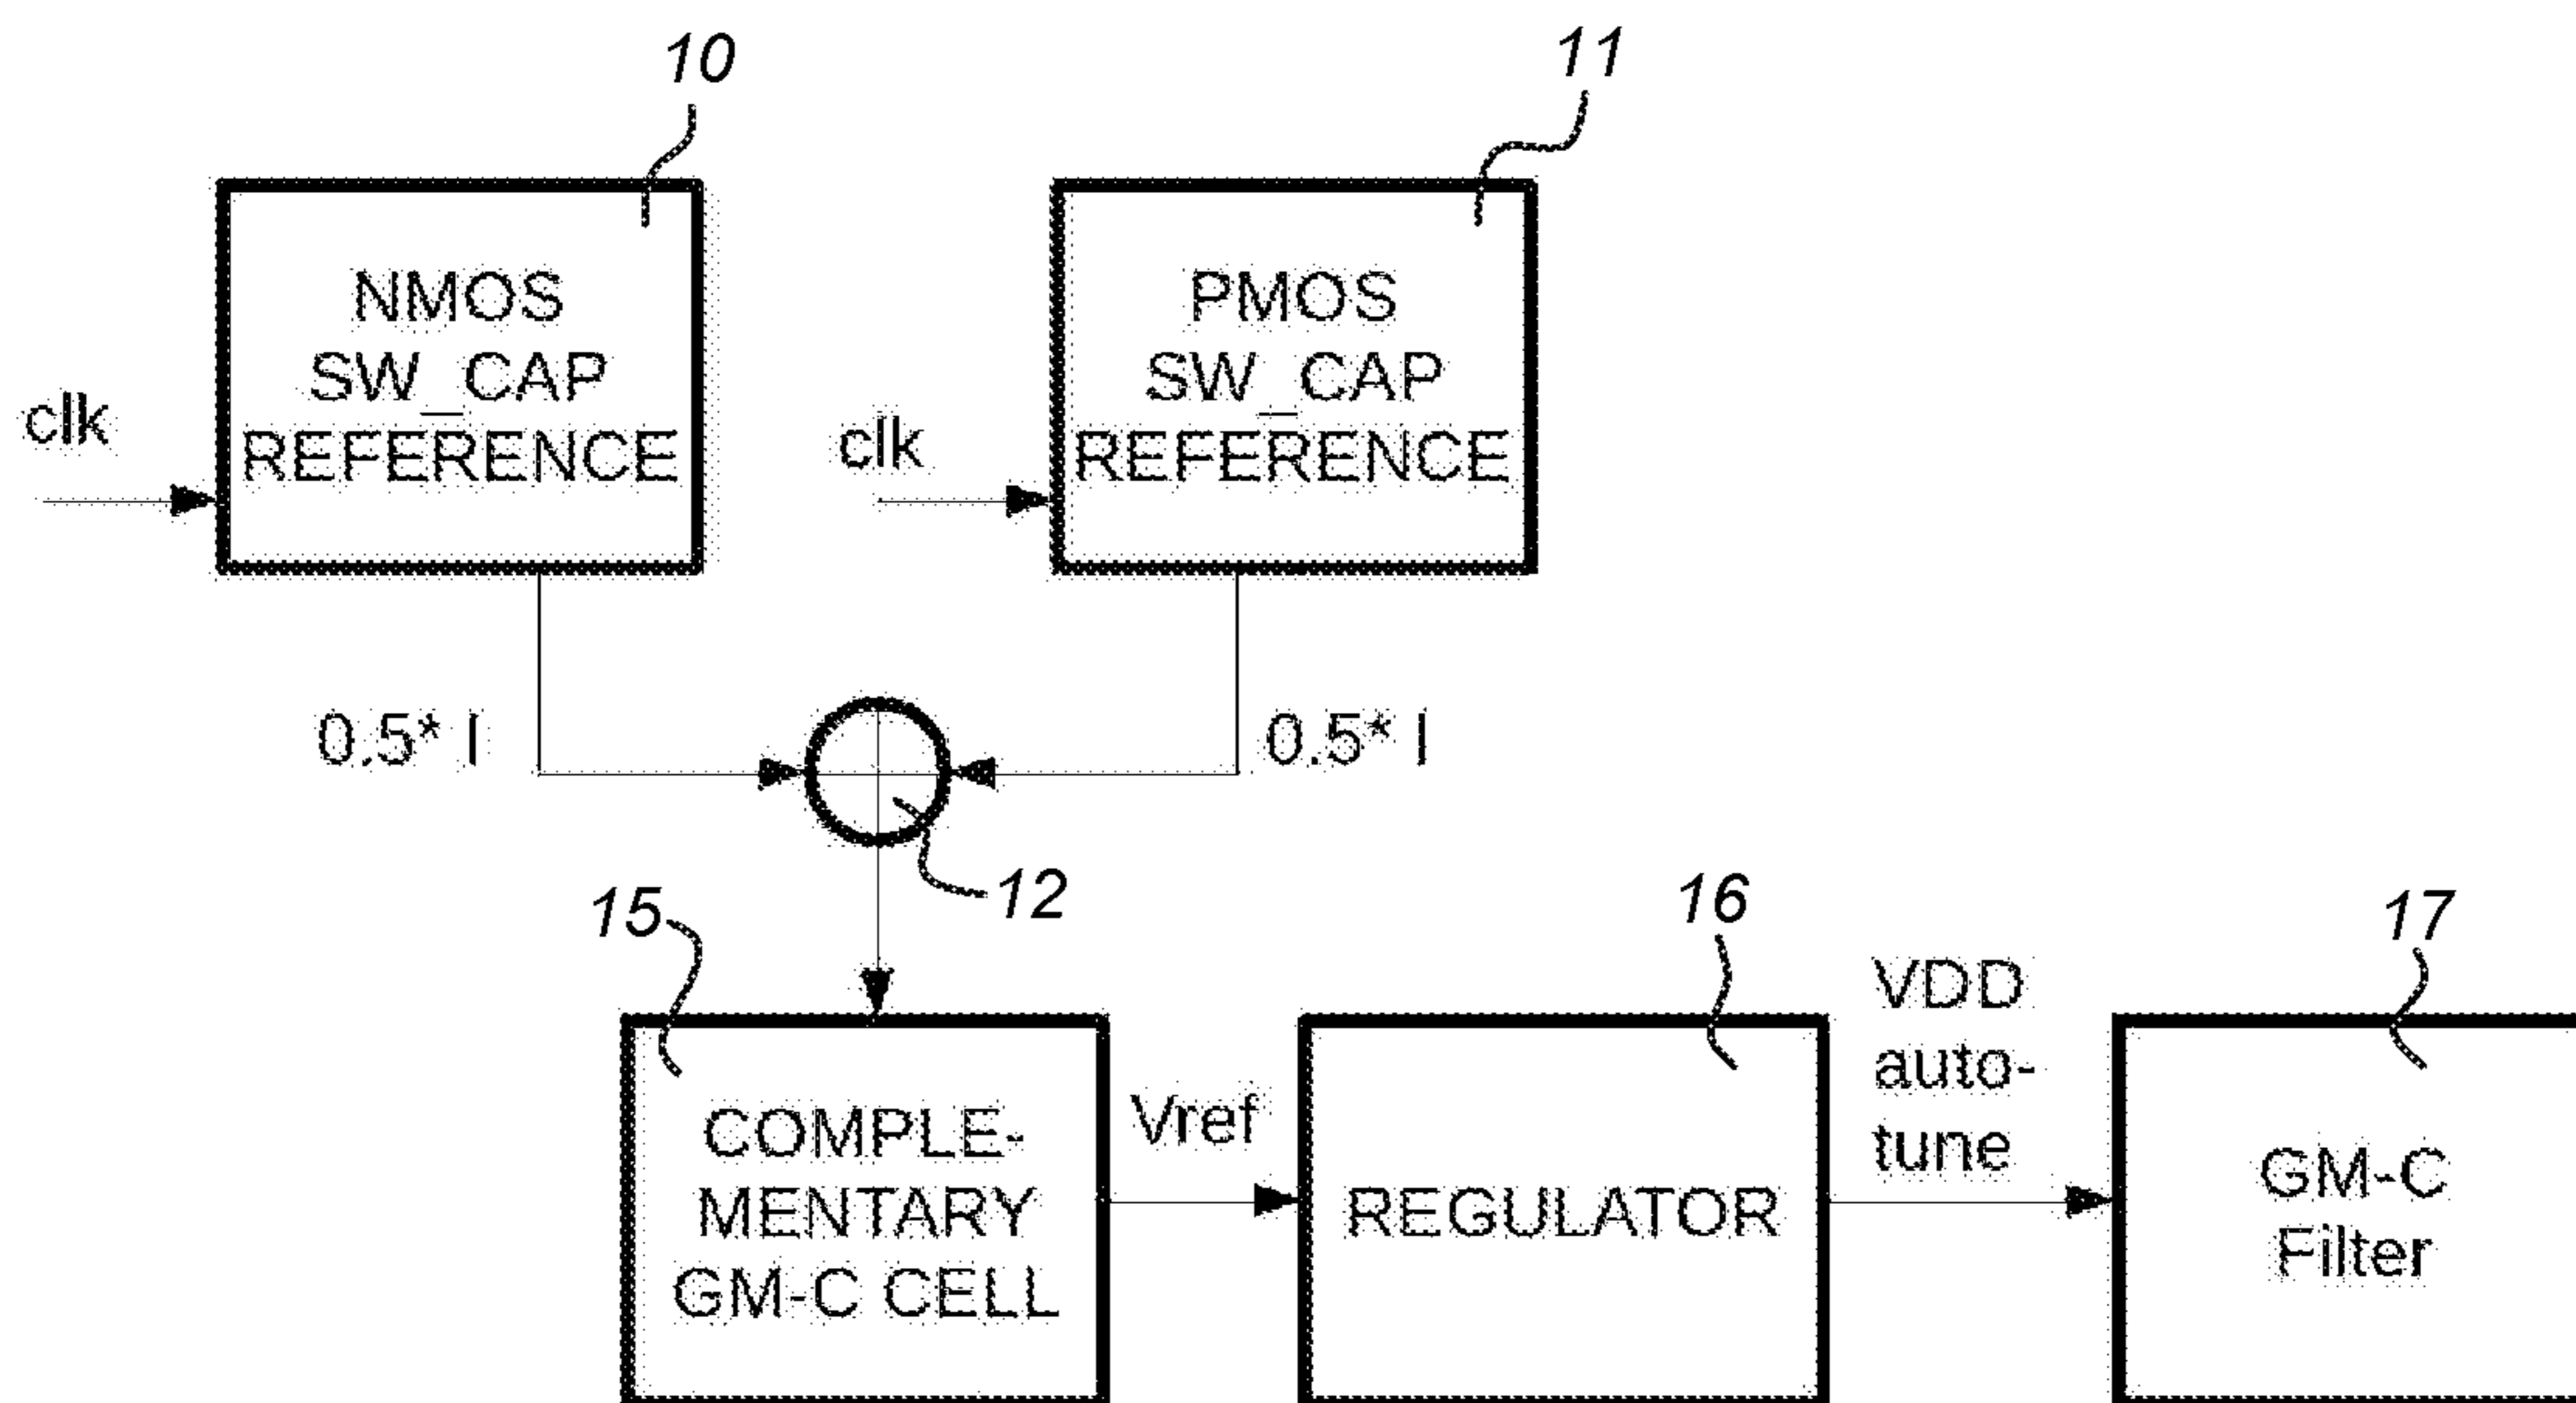 10
11
NMOS
SW_CAP
REFERENCE
clk
PMOS
SW_CAP
REFERENCE
clk
0.5* I
0.5* I
12
15
16
17
COMPLE-
MENTARY
GM-C CELL
Vref
REGULATOR
VDD
auto-
tune
GM-C
Filter